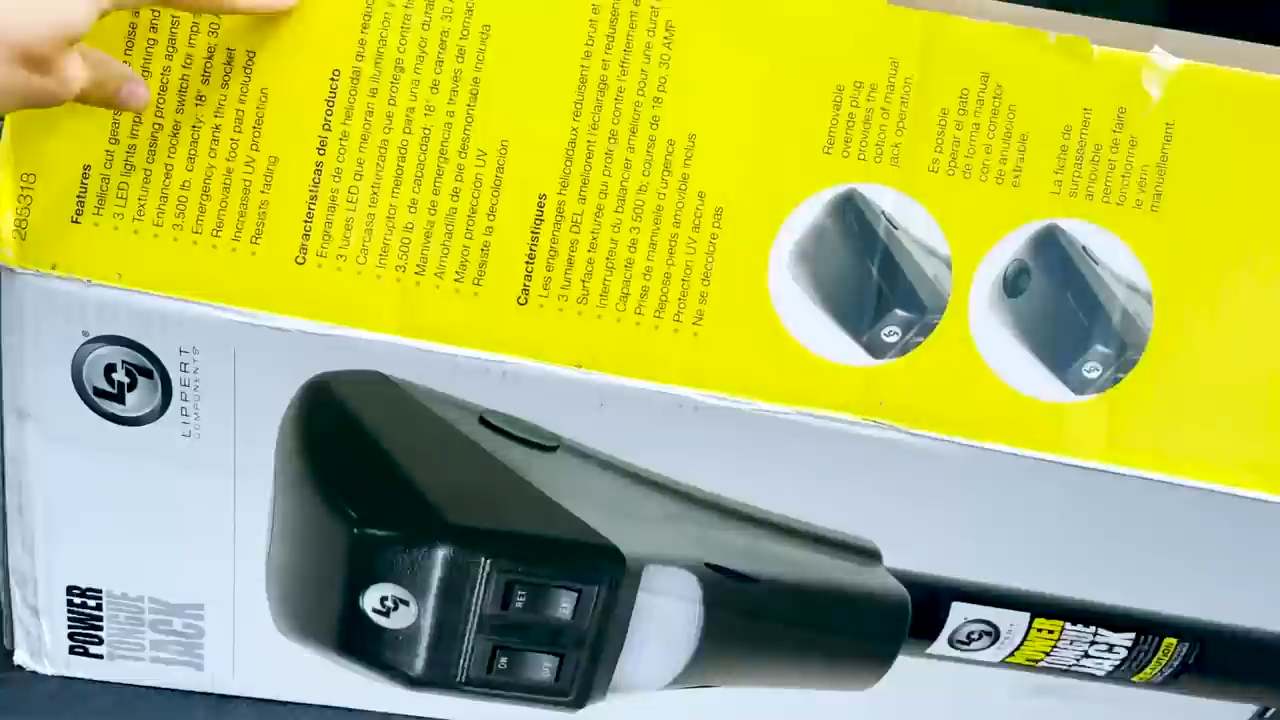 285318
Features
• Helical cut gears noise
• 3 LED lights lighting and
• Textured casing protects against
• Enhanced rocker switch for
• 3,500 lb. capacity; 18" stroke; 30
• Emergency crank thru socket
• Removable foot pad included
• Increased UV protection
• Resists fading
Características del producto
• Engranajes de corte helicoidal que
• 3 luces LED que mejoran la iluminación
• Carcasa texturizada que protege contra
• Interruptor mejorado para una mayor
• 3,500 lb. de capacidad; 18" de carrera; 30
• Manivela de emergencia a través del
• Almohadilla de pie desmontable incluida
• Mayor protección UV
• Resiste la decoloración
Caractéristiques
• Les engrenages hélicoïdaux réduisent le bruit et
• 3 lumières DEL améliorent l'éclairage et
• Surface texturée qui protège contre l'effritement
• Interrupteur du balancier amélioré pour une
• Capacité de 3 500 lb; course de 18 po, 30 AMP
• Prise de manivelle d'urgence
• Repose-pieds amovible inclus
• Protection UV accrue
• Ne se décolore pas
Removable
overide plug
provides the
option of manual
jack operation.
Es posible
operar el gato
de forma manual
con el conector
de anulación
extraíble.
La fiche de
surpassement
amovible
permet de faire
fonctionner
le vérin
manuellement.
LCI
®
LIPPERT
COMPONENTS
POWER
TONGUE
JACK
LCI
RET
EXT
ON
OFF
LCI
POWER
TONGUE
JACK
CAUTION